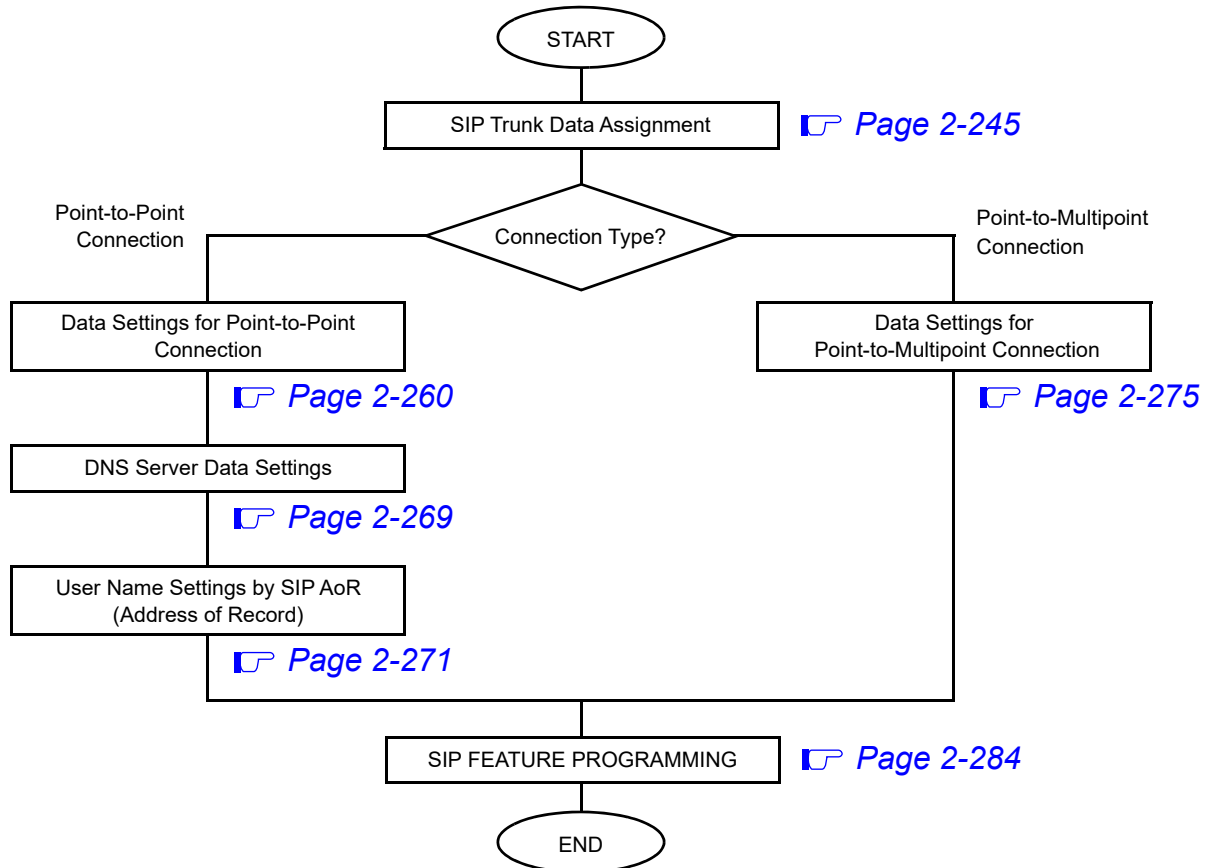 START
SIP Trunk Data Assignment
Page 2-245
Point-to-Point
Connection
Connection Type?
Point-to-Multipoint
Connection
Data Settings for Point-to-Point
Connection
Page 2-260
Data Settings for
Point-to-Multipoint Connection
Page 2-275
DNS Server Data Settings
Page 2-269
User Name Settings by SIP AoR
(Address of Record)
Page 2-271
SIP FEATURE PROGRAMMING
Page 2-284
END